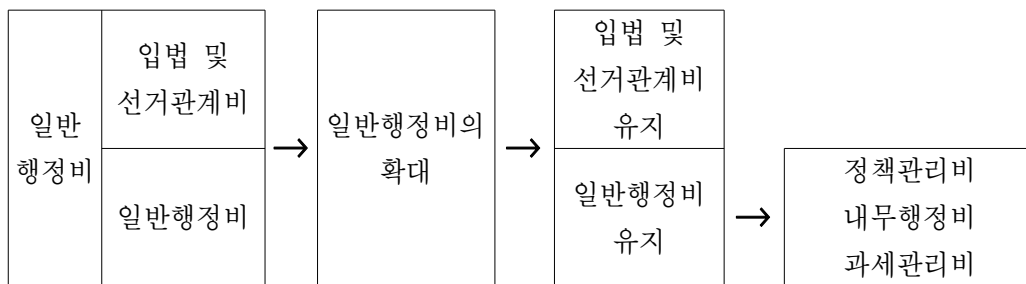 일반
행정비
입법 및
선거관계비
일반행정비
→
일반행정비의
확대
→
입법 및
선거관계비
유지
일반행정비
유지
→
정책관리비
내무행정비
과세관리비